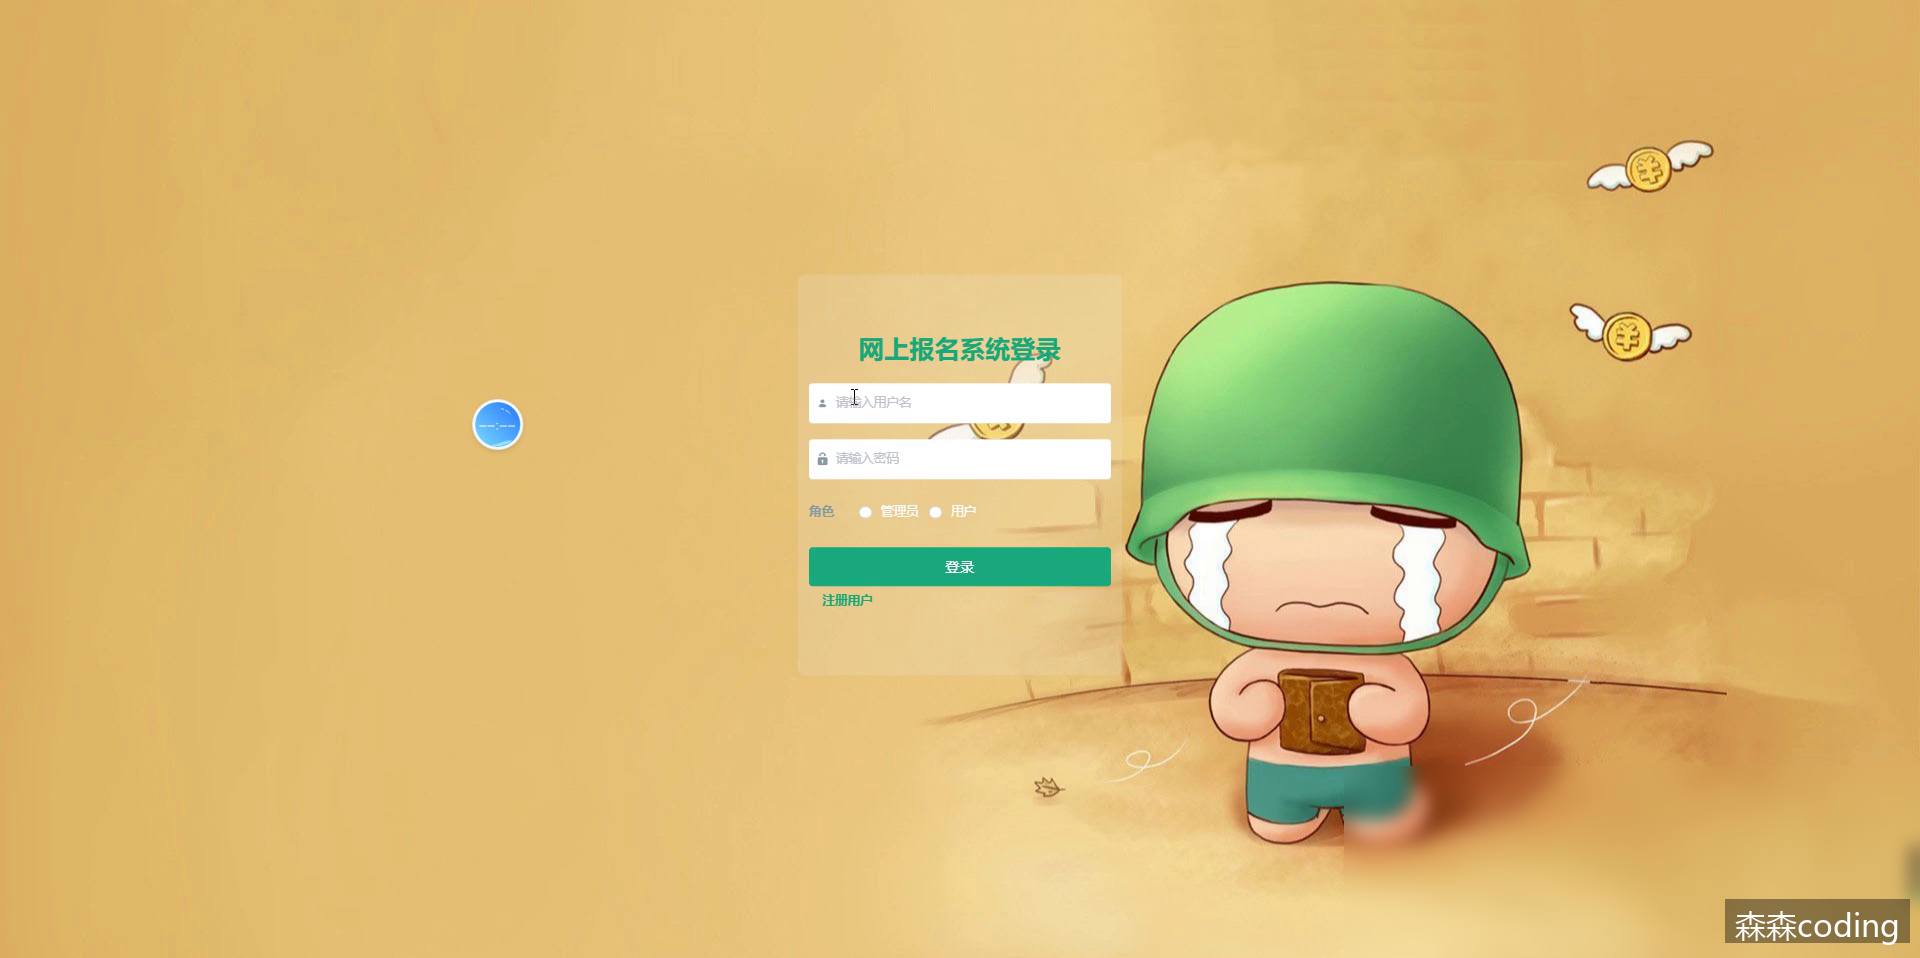 网上报名系统登录
请输入用户名
请输入密码
角色 管理员 用户
登录
注册用户
森森coding